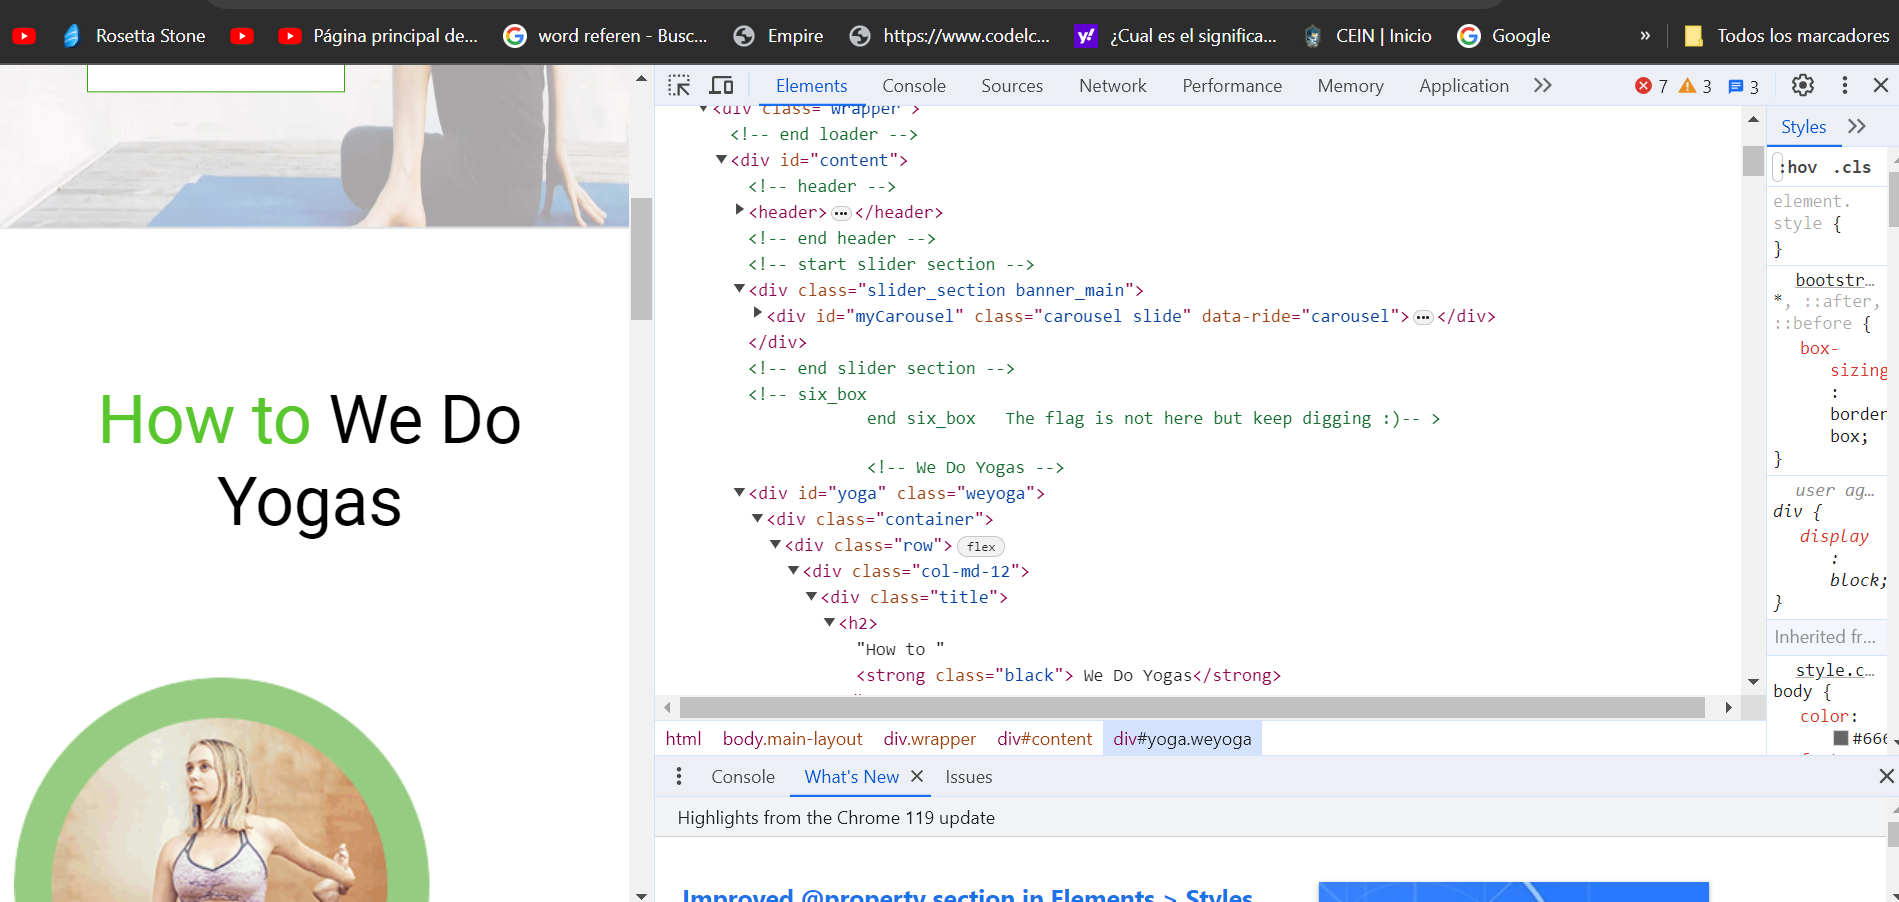 Rosetta Stone
Página principal de...
word referen - Busc...
Empire
https://www.codelc...
¿Cual es el significa...
CEIN | Inicio
Google
»
Todos los marcadores
Elements Console Sources Network Performance Memory Application 7 3 3
<div class="wrapper">
<!-- end loader -->
<div id="content">
<!-- header -->
<header>…</header>
<!-- end header -->
<!-- start slider section -->
<div class="slider_section banner_main">
<div id="myCarousel" class="carousel slide" data-ride="carousel">…</div>
</div>
<!-- end slider section -->
<!-- six_box
end six_box   The flag is not here but keep digging :)-- >
<!-- We Do Yogas -->
<div id="yoga" class="weyoga">
<div class="container">
<div class="row"> flex
<div class="col-md-12">
<div class="title">
<h2>
"How to "
<strong class="black"> We Do Yogas</strong>
html body.main-layout div.wrapper div#content div#yoga.weyoga
Styles
:hov .cls
element.
style {
}
bootstr…
*, ::after,
::before {
box-
sizing
:
border
box;
}
user ag…
div {
display
:
block;
}
Inherited fr…
style.c…
body {
color:
#666
Console What's New Issues
Highlights from the Chrome 119 update
Improved @property section in Elements > Styles
How to We Do
Yogas